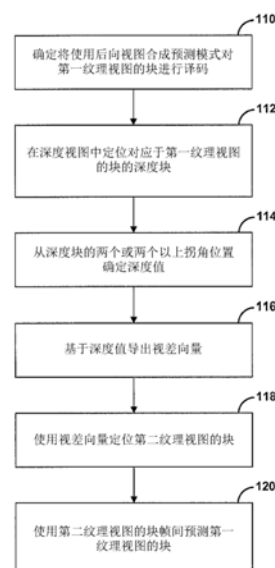 110
确定将使用后向视图合成预测模式对
第一纹理视图的块进行译码
112
在深度视图中定位对应于第一纹理视图
的块的深度块
114
从深度块的两个或两个以上拐角位置
确定深度值
116
基于深度值导出视差向量
118
使用视差向量定位第二纹理视图的块
120
使用第二纹理视图的块帧间预测第一
纹理视图的块